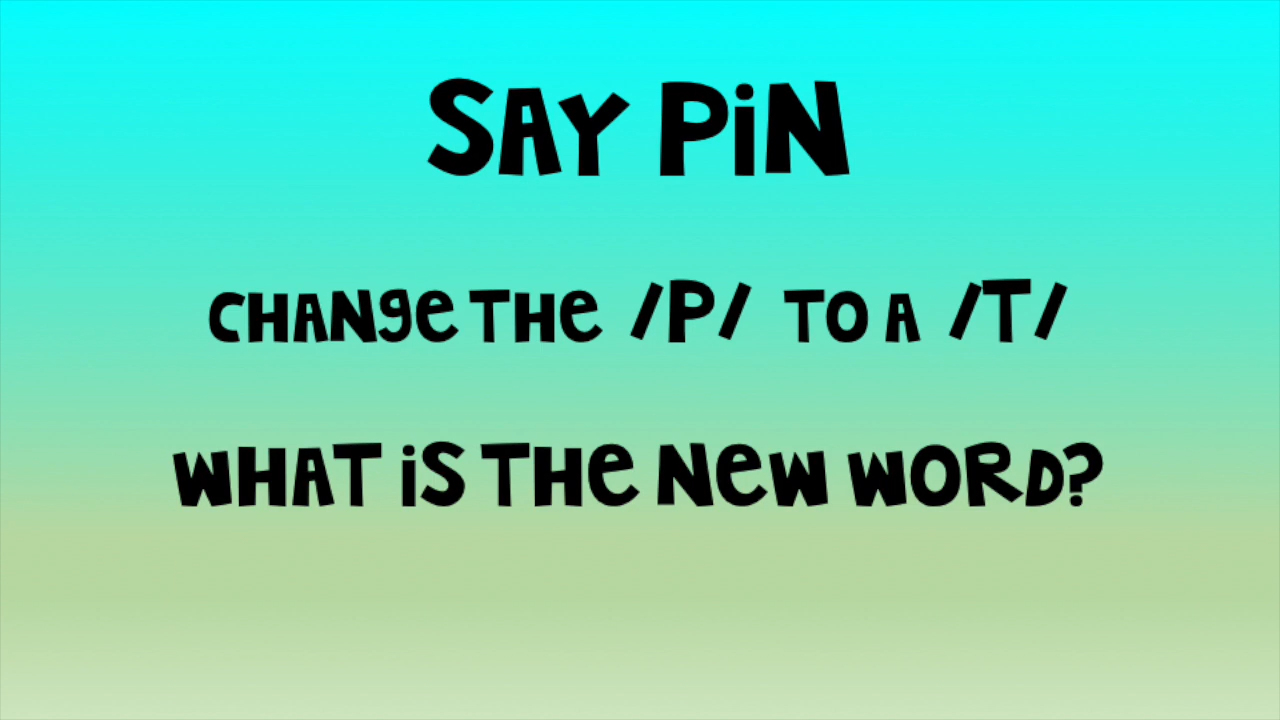 SAY PiN
CHANGE THE /P/ TO A /T/
WHAT iS THE NEW WORD?